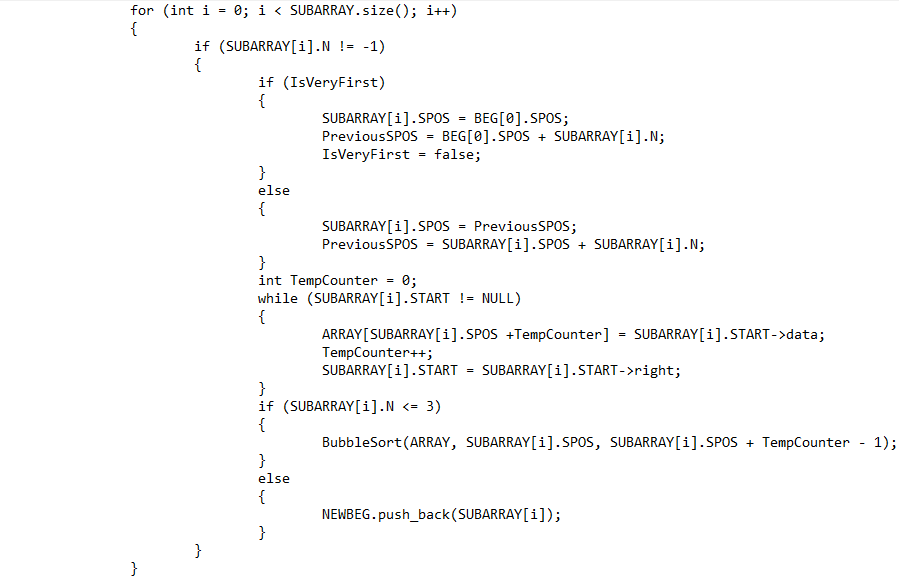 for (int i = 0; i < SUBARRAY.size(); i++)
{
if (SUBARRAY[i].N != -1)
{
if (IsVeryFirst)
{
SUBARRAY[i].SPOS = BEG[0].SPOS;
PreviousSPOS = BEG[0].SPOS + SUBARRAY[i].N;
IsVeryFirst = false;
}
else
{
SUBARRAY[i].SPOS = PreviousSPOS;
PreviousSPOS = SUBARRAY[i].SPOS + SUBARRAY[i].N;
}
int TempCounter = 0;
while (SUBARRAY[i].START != NULL)
{
ARRAY[SUBARRAY[i].SPOS +TempCounter] = SUBARRAY[i].START->data;
TempCounter++;
SUBARRAY[i].START = SUBARRAY[i].START->right;
}
if (SUBARRAY[i].N <= 3)
{
BubbleSort(ARRAY, SUBARRAY[i].SPOS, SUBARRAY[i].SPOS + TempCounter - 1);
}
else
{
NEWBEG.push_back(SUBARRAY[i]);
}
}
}